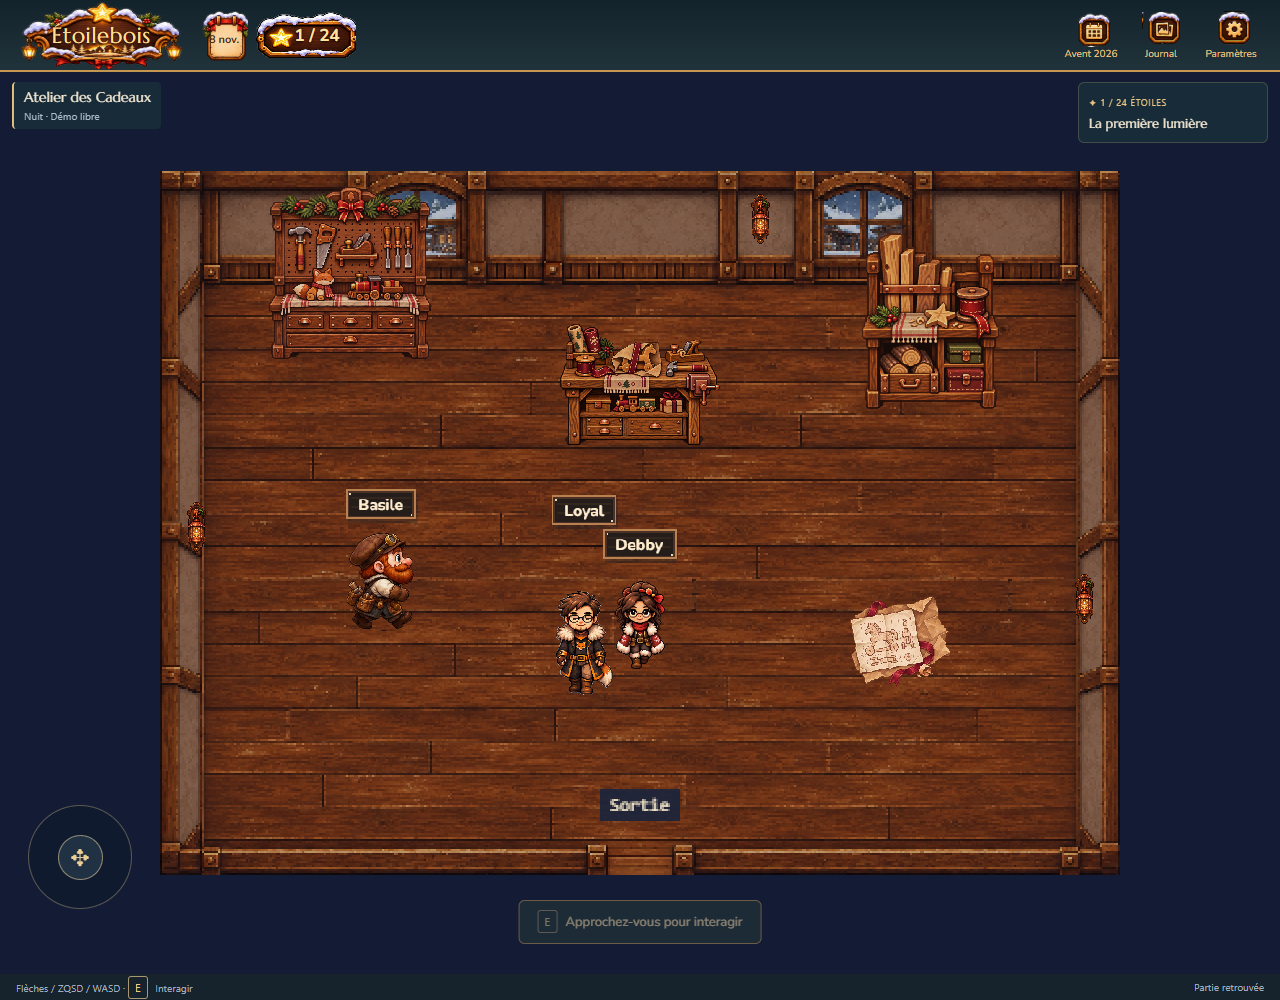 Étoilebois
8 nov.
1 / 24
Avent 2026
Journal
Paramètres
Atelier des Cadeaux
Nuit · Démo libre
✦ 1 / 24 ÉTOILES
La première lumière
Basile
Loyal
Debby
Sortie
E Approchez-vous pour interagir
Flèches / ZQSD / WASD · E Interagir
Partie retrouvée